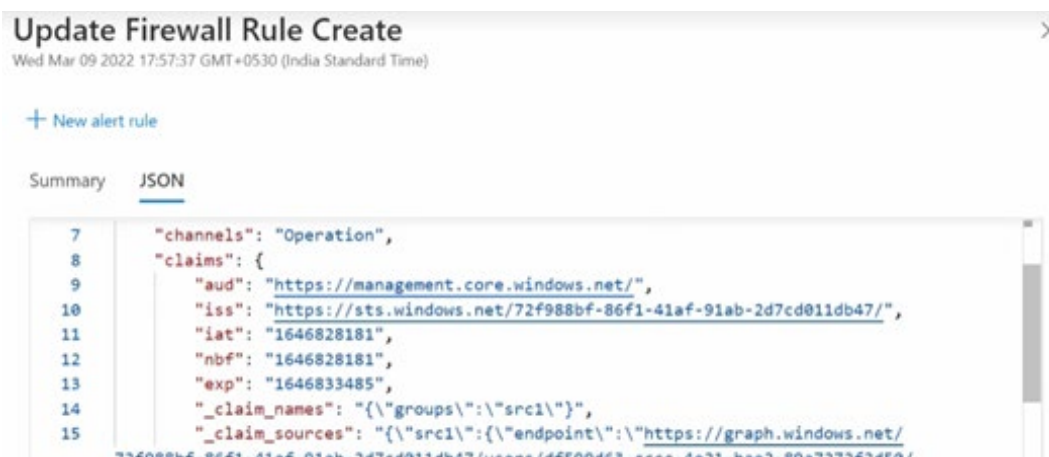 Update Firewall Rule Create
Wed Mar 09 2022 17:57:37 GMT+0530 (India Standard Time)
+ New alert rule
Summary JSON
7 "channels": "Operation",
8 "claims": {
9 "aud": "https://management.core.windows.net/",
10 "iss": "https://sts.windows.net/72f988bf-86f1-41af-91ab-2d7cd011db47/",
11 "iat": "1646828181",
12 "nbf": "1646828181",
13 "exp": "1646833485",
14 "_claim_names": "{\"groups\":\"src1\"}",
15 "_claim_sources": "{\"src1\":{\"endpoint\":\"https://graph.windows.net/